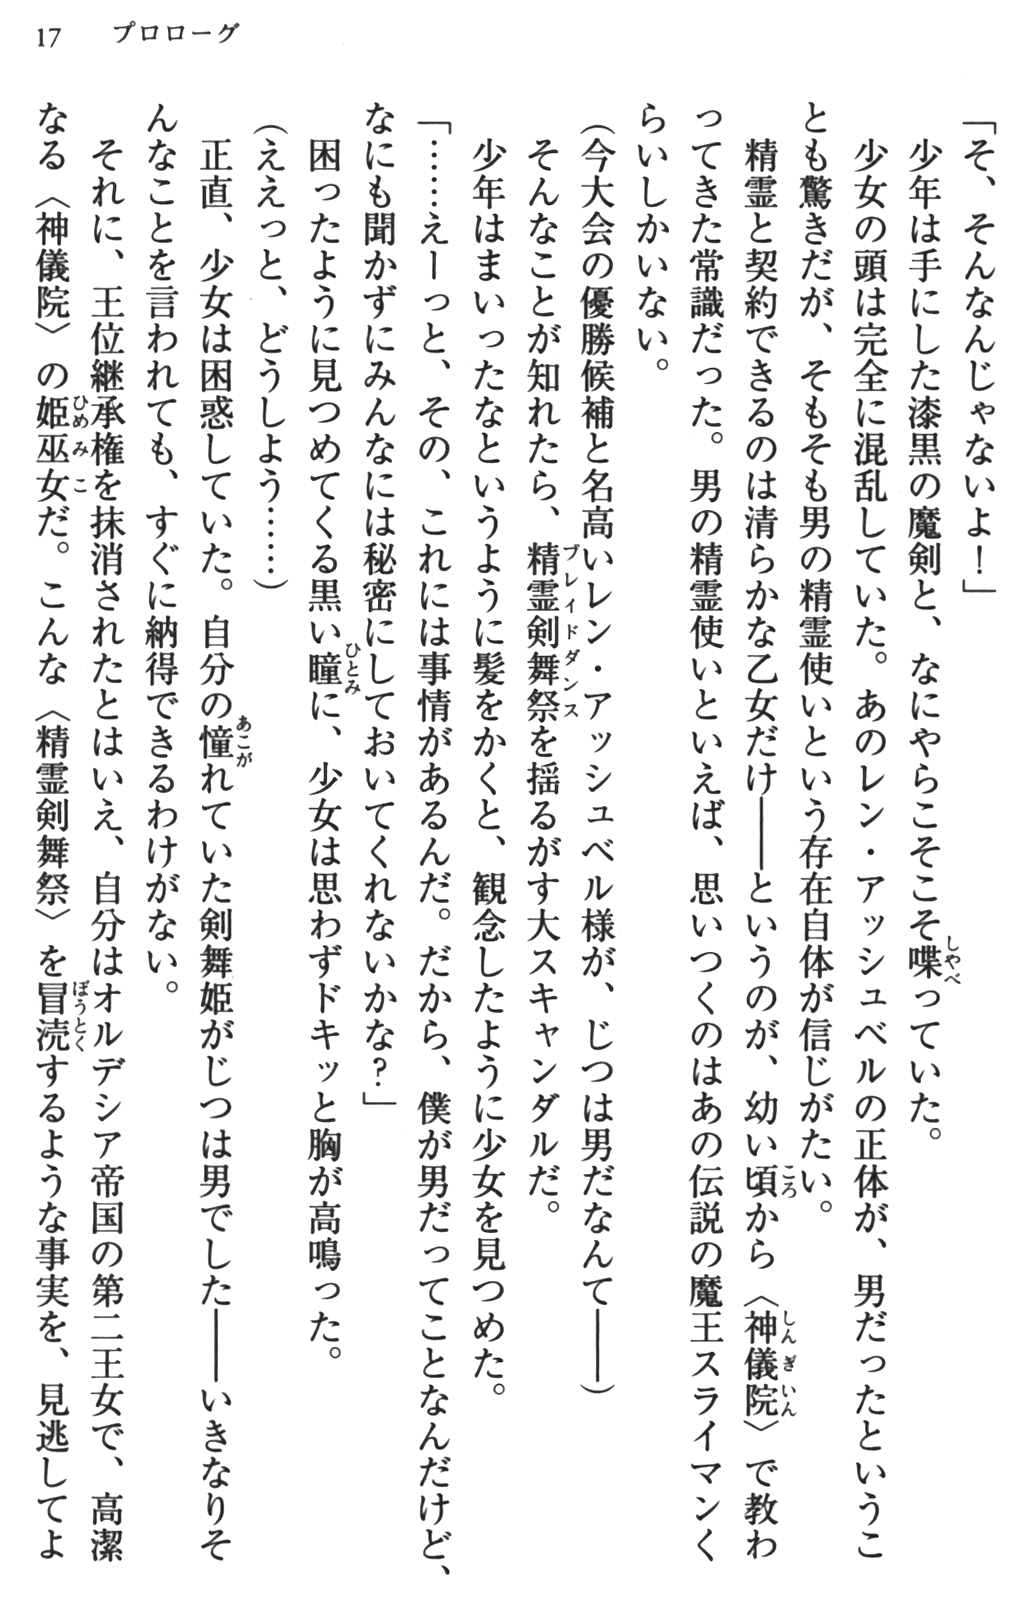 17 プロローグ
「そ、そんなんじゃないよ！」
少年は手にした漆黒の魔剣と、なにやらこそこそ喋っていた。
少女の頭は完全に混乱していた。あのレン・アッシュベルの正体が、男だったというこ
とも驚きだが、そもそも男の精霊使いという存在自体が信じがたい。
精霊と契約できるのは清らかな乙女だけ――というのが、幼い頃から〈神儀院〉で教わ
ってきた常識だった。男の精霊使いといえば、思いつくのはあの伝説の魔王スライマンく
らいしかいない。
（今大会の優勝候補と名高いレン・アッシュベル様が、じつは男だなんて――）
そんなことが知れたら、精霊剣舞祭を揺るがす大スキャンダルだ。
少年はまいったなというように髪をかくと、観念したように少女を見つめた。
「……えーっと、その、これには事情があるんだ。だから、僕が男だってことなんだけど、
なにも聞かずにみんなには秘密にしておいてくれないかな？」
困ったように見つめてくる黒い瞳に、少女は思わずドキッと胸が高鳴った。
（ええっと、どうしよう……）
正直、少女は困惑していた。自分の憧れていた剣舞姫がじつは男でした――いきなりそ
んなことを言われても、すぐに納得できるわけがない。
それに、王位継承権を抹消されたとはいえ、自分はオルデシア帝国の第二王女で、高潔
なる〈神儀院〉の姫巫女だ。こんな〈精霊剣舞祭〉を冒涜するような事実を、見逃してよ